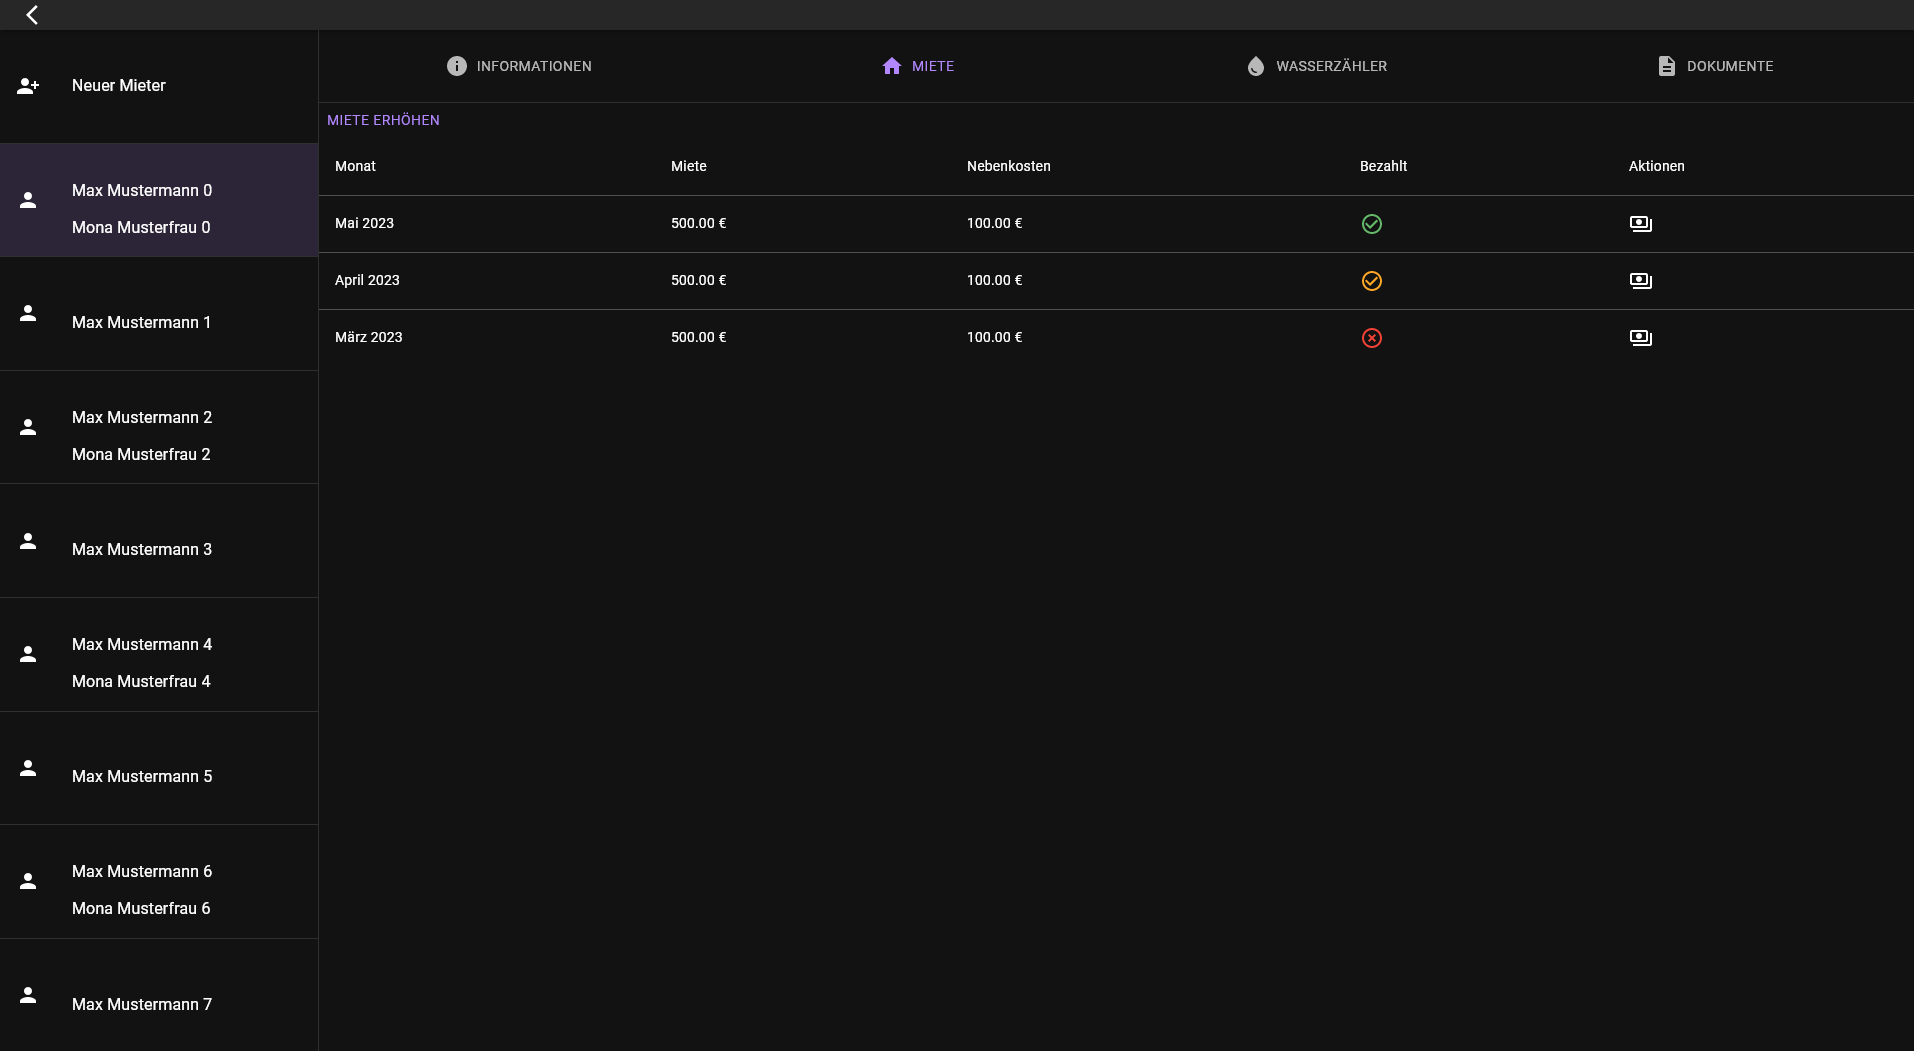 Neuer Mieter
Max Mustermann 0
Mona Musterfrau 0
Max Mustermann 1
Max Mustermann 2
Mona Musterfrau 2
Max Mustermann 3
Max Mustermann 4
Mona Musterfrau 4
Max Mustermann 5
Max Mustermann 6
Mona Musterfrau 6
Max Mustermann 7
INFORMATIONEN MIETE WASSERZÄHLER DOKUMENTE
MIETE ERHÖHEN
Monat Miete Nebenkosten Bezahlt Aktionen
Mai 2023 500.00 € 100.00 €
April 2023 500.00 € 100.00 €
März 2023 500.00 € 100.00 €